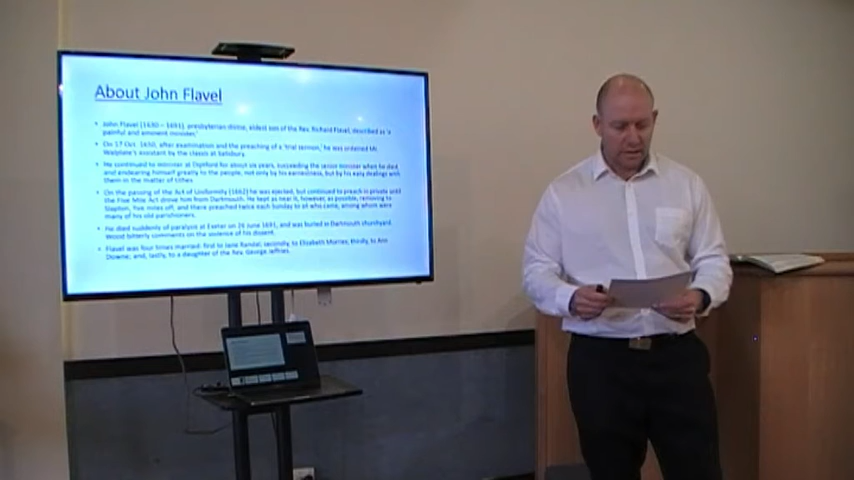 About John Flavel
• John Flavel (1630 – 1691), presbyterian divine, eldest son of the Rev. Richard Flavel, described as 'a
painful and eminent minister,'
• On 17 Oct. 1650, after examination and the preaching of a 'trial sermon,' he was ordained Mr.
Walplate's assistant by the classis at Salisbury.
• He continued to minister at Diptford for about six years, succeeding the senior minister when he died,
and endearing himself greatly to the people, not only by his earnestness, but by his easy dealings with
them in the matter of tithes.
• On the passing of the Act of Uniformity (1662) he was ejected, but continued to preach in private until
the Five Mile Act drove him from Dartmouth. He kept as near it, however, as possible, removing to
Slapton, five miles off, and there preached twice each Sunday to all who came, among whom were
many of his old parishioners.
• He died suddenly of paralysis at Exeter on 26 June 1691, and was buried in Dartmouth churchyard.
Wood bitterly comments on the violence of his dissent.
• Flavel was four times married: first to Jane Randal; secondly, to Elizabeth Morries; thirdly, to Ann
Downe; and, lastly, to a daughter of the Rev. George Jeffries.